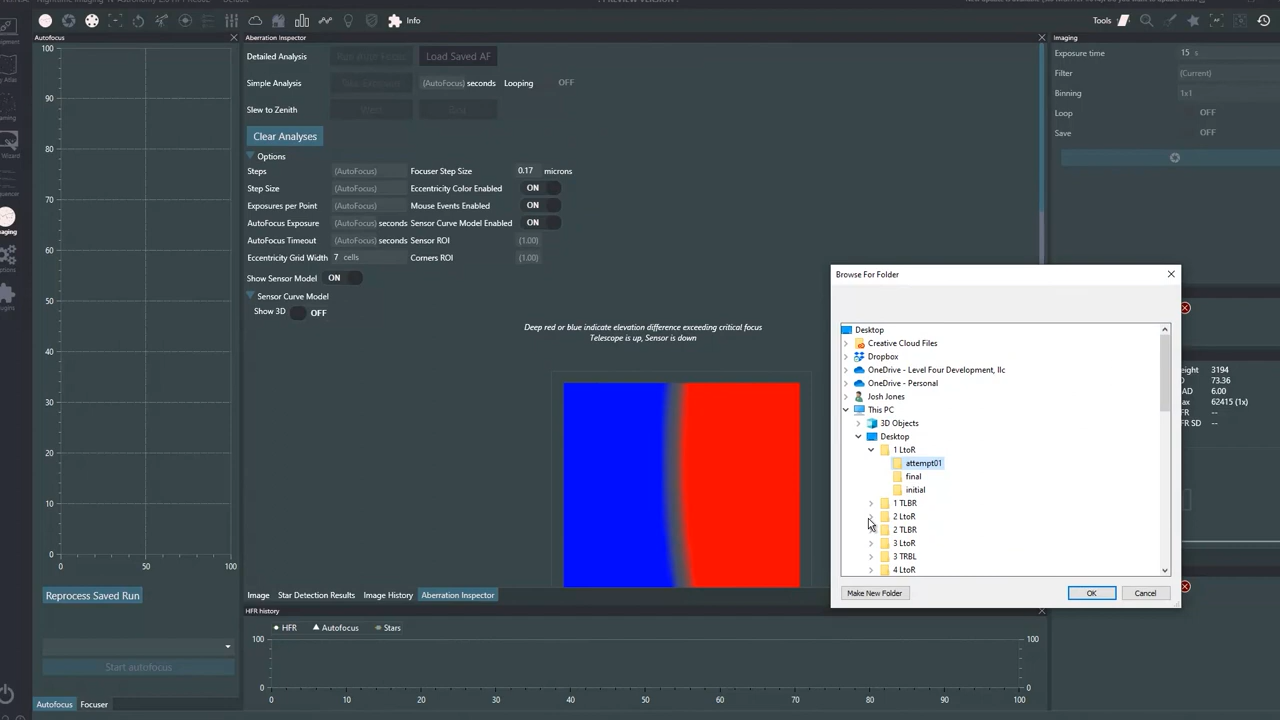 Info
Tools
Autofocus
Aberration Inspector
Imaging
100
90
80
70
60
50
40
30
20
10
0
0
50
100
Reprocess Saved Run
Start autofocus
Autofocus
Focuser
Detailed Analysis
Load Saved AF
Simple Analysis
(AutoFocus) seconds
Looping
OFF
Slew to Zenith
Clear Analyses
Options
Steps
(AutoFocus)
Focuser Step Size
0.17
microns
Step Size
(AutoFocus)
Eccentricity Color Enabled
ON
Exposures per Point
(AutoFocus)
Mouse Events Enabled
ON
AutoFocus Exposure
(AutoFocus) seconds
Sensor Curve Model Enabled
ON
AutoFocus Timeout
(AutoFocus) seconds
Sensor ROI
(1.00)
Eccentricity Grid Width
7 cells
Corners ROI
(1.00)
Show Sensor Model
ON
Sensor Curve Model
Show 3D
OFF
Deep red or blue indicate elevation difference exceeding critical focus
Telescope is up, Sensor is down
Image
Star Detection Results
Image History
Aberration Inspector
HFR history
HFR
Autofocus
Stars
100
0
0
10
20
30
40
50
60
70
80
90
100
100
0
Exposure time
15 s
Filter
(Current)
Binning
1x1
Loop
OFF
Save
OFF
Browse For Folder
Desktop
Creative Cloud Files
Dropbox
OneDrive - Level Four Development, llc
OneDrive - Personal
Josh Jones
This PC
3D Objects
Desktop
1 LtoR
attempt01
final
initial
1 TLBR
2 LtoR
2 TLBR
3 LtoR
3 TRBL
4 LtoR
Make New Folder
OK
Cancel
3194
73.36
6.00
62415 (1x)
--
FR SD
--